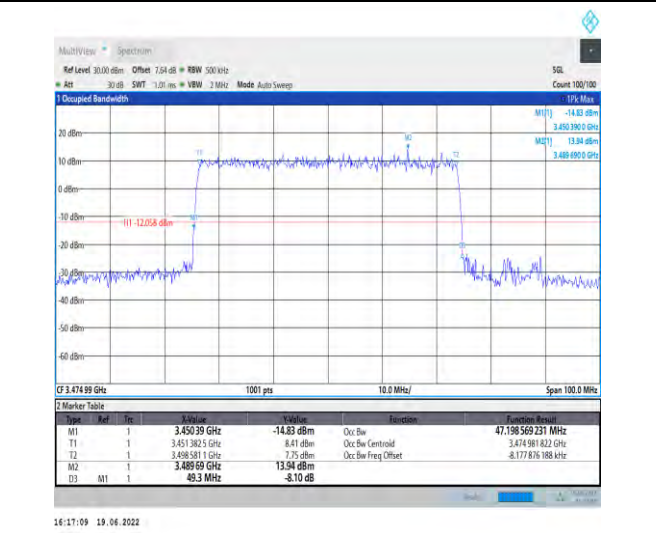 MultiView Spectrum
Ref Level 30.00 dBm Offset 7.64 dB RBW 500 kHz SGL
Att 30 dB SWT 1.01 ms VBW 2 MHz Mode Auto Sweep Count 100/100
1 Occupied Bandwidth 1Pk Max
M1[1] -14.83 dBm
3.450 390 0 GHz
M2[1] 13.94 dBm
3.489 690 0 GHz
20 dBm
M2
T1 T2
10 dBm
0 dBm
-10 dBm
M1
H1 -12.058 dBm
-20 dBm
D3
-30 dBm
-40 dBm
-50 dBm
-60 dBm
CF 3.474 99 GHz 1001 pts 10.0 MHz/ Span 100.0 MHz
2 Marker Table
Type Ref Trc X-Value Y-Value Function Function Result
M1 1 3.450 39 GHz -14.83 dBm Occ Bw 47.198 569 231 MHz
T1 1 3.451 382 5 GHz 8.41 dBm Occ Bw Centroid 3.474 981 822 GHz
T2 1 3.498 581 1 GHz 7.75 dBm Occ Bw Freq Offset -8.177 876 188 kHz
M2 1 3.489 69 GHz 13.94 dBm
D3 M1 1 49.3 MHz -8.10 dB
16:17:09 19.06.2022